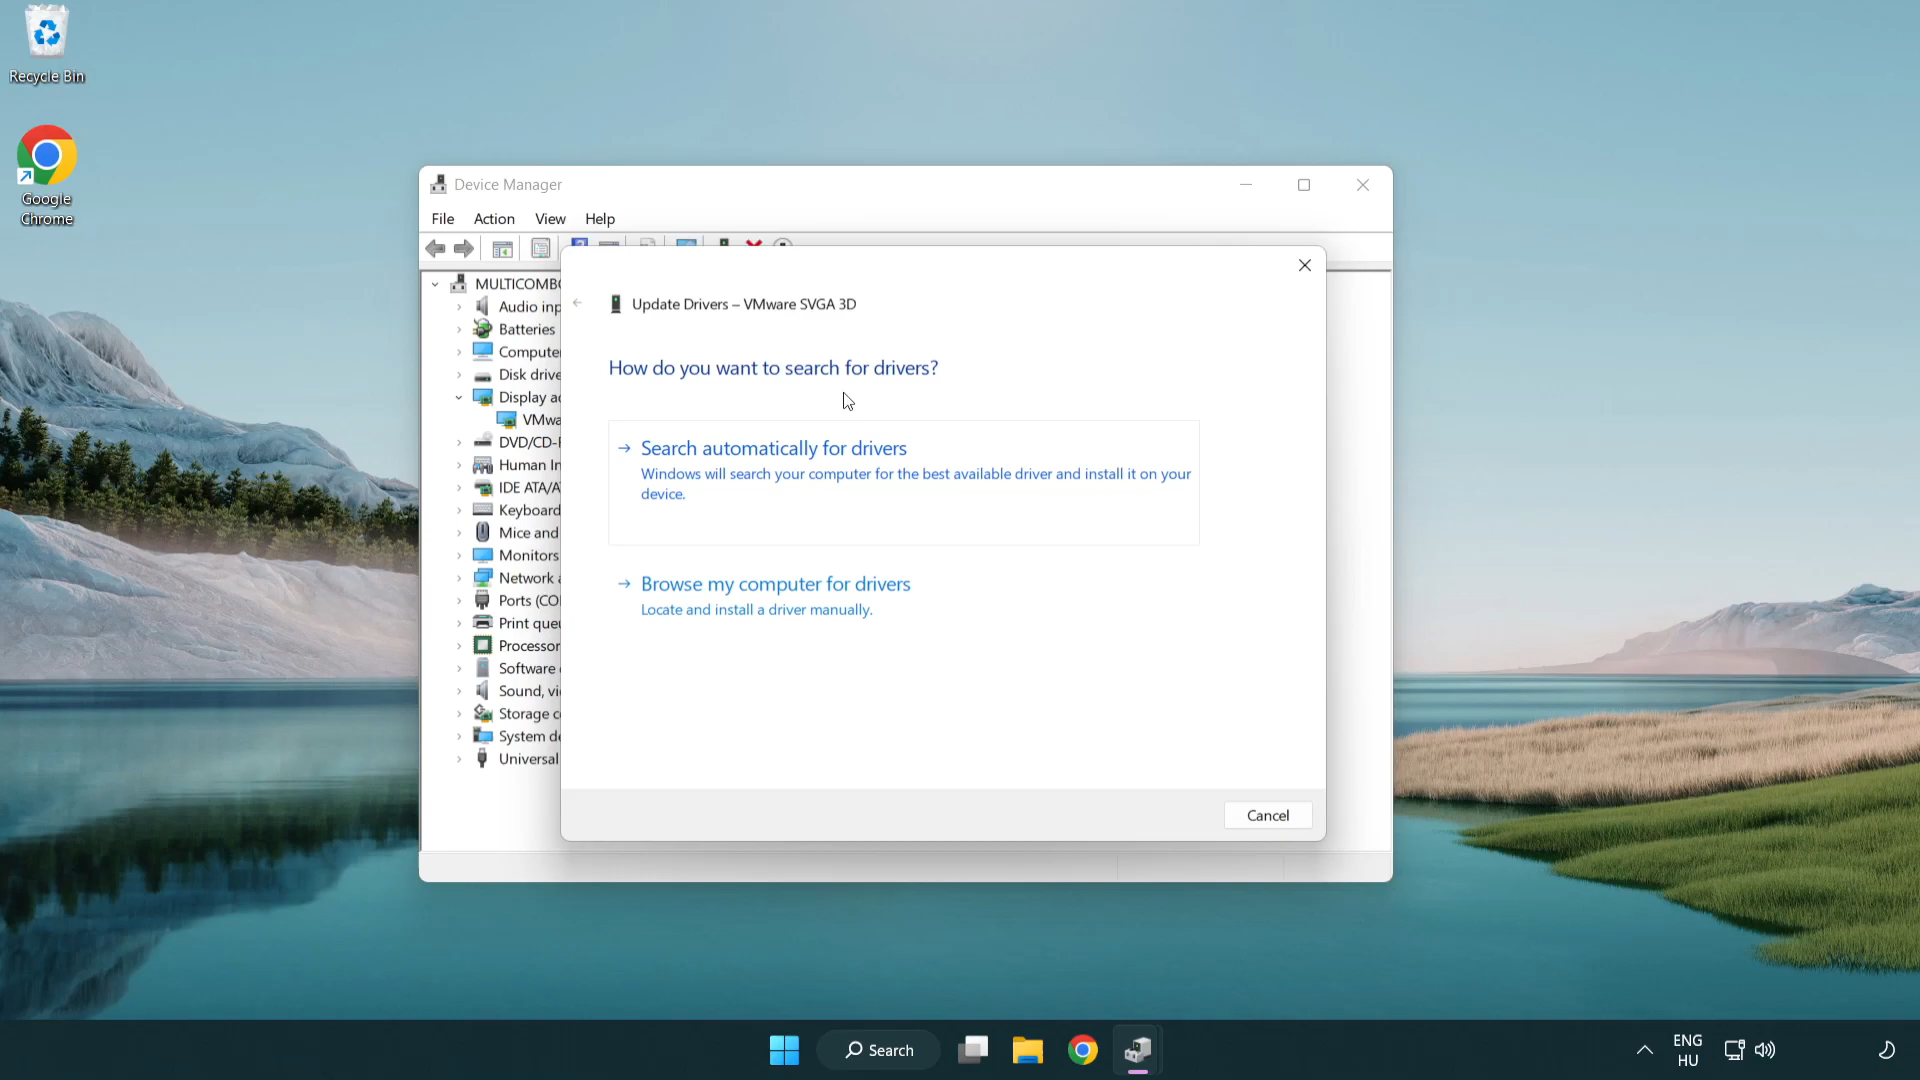 Recycle Bin
Google
Chrome
Device Manager
File Action View Help
MULTICOMBO
Audio inp
Batteries
Compute
Disk drive
Display a
VMwa
DVD/CD-
Human In
IDE ATA/A
Keyboard
Mice and
Monitors
Network a
Ports (CO
Print que
Processor
Software
Sound, vi
Storage c
System de
Universal
Update Drivers – VMware SVGA 3D
How do you want to search for drivers?
→ Search automatically for drivers
Windows will search your computer for the best available driver and install it on your
device.
→ Browse my computer for drivers
Locate and install a driver manually.
Cancel
Search
ENG
HU